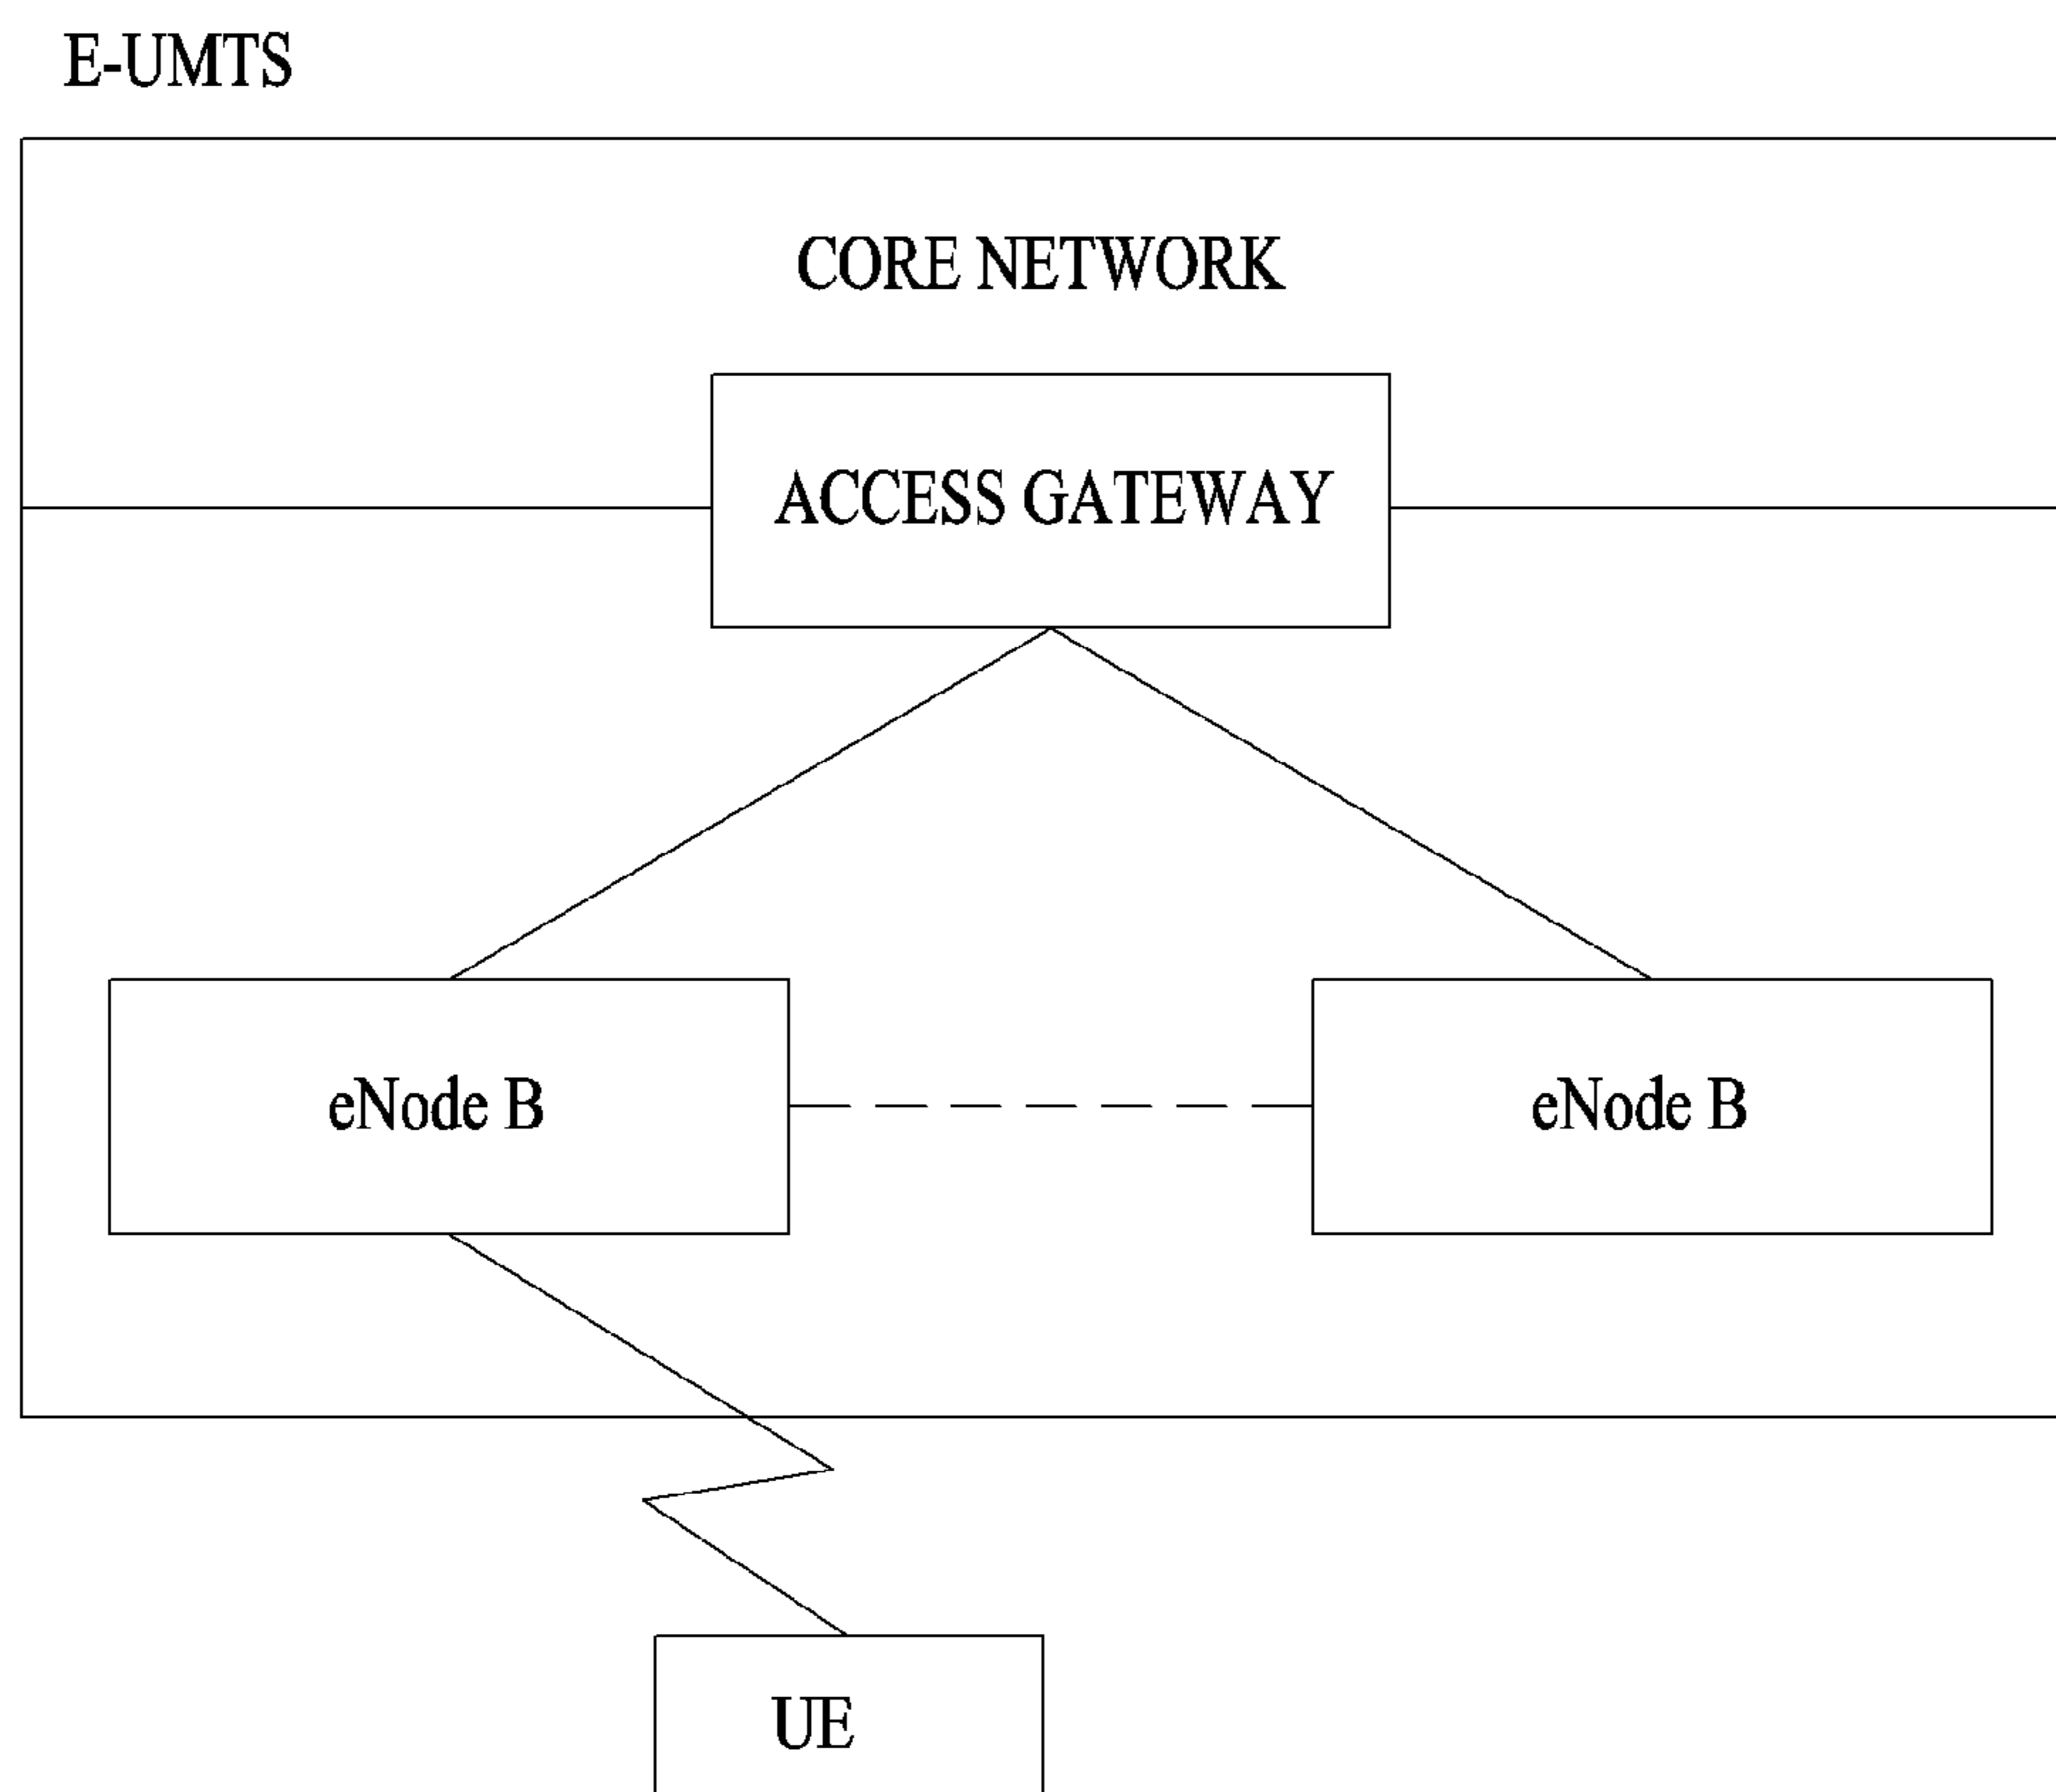 E-UMTS
CORE NETWORK
ACCESS GATEWAY
eNode B
eNode B
UE